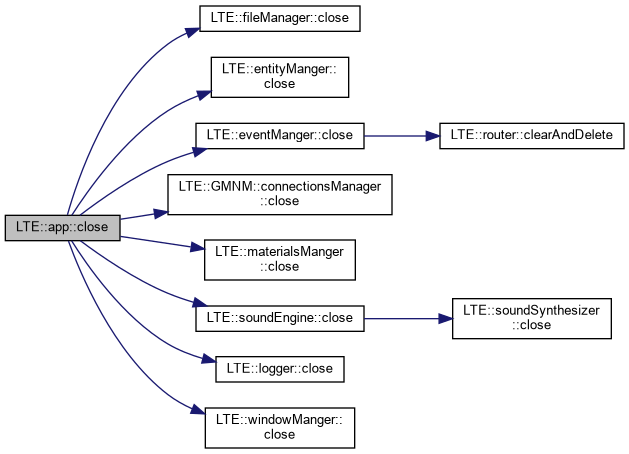 LTE::fileManager::close
LTE::entityManger::
close
LTE::eventManger::close
LTE::router::clearAndDelete
LTE::GMNM::connectionsManager
::close
LTE::app::close
LTE::materialsManger
::close
LTE::soundEngine::close
LTE::soundSynthesizer
::close
LTE::logger::close
LTE::windowManger::
close